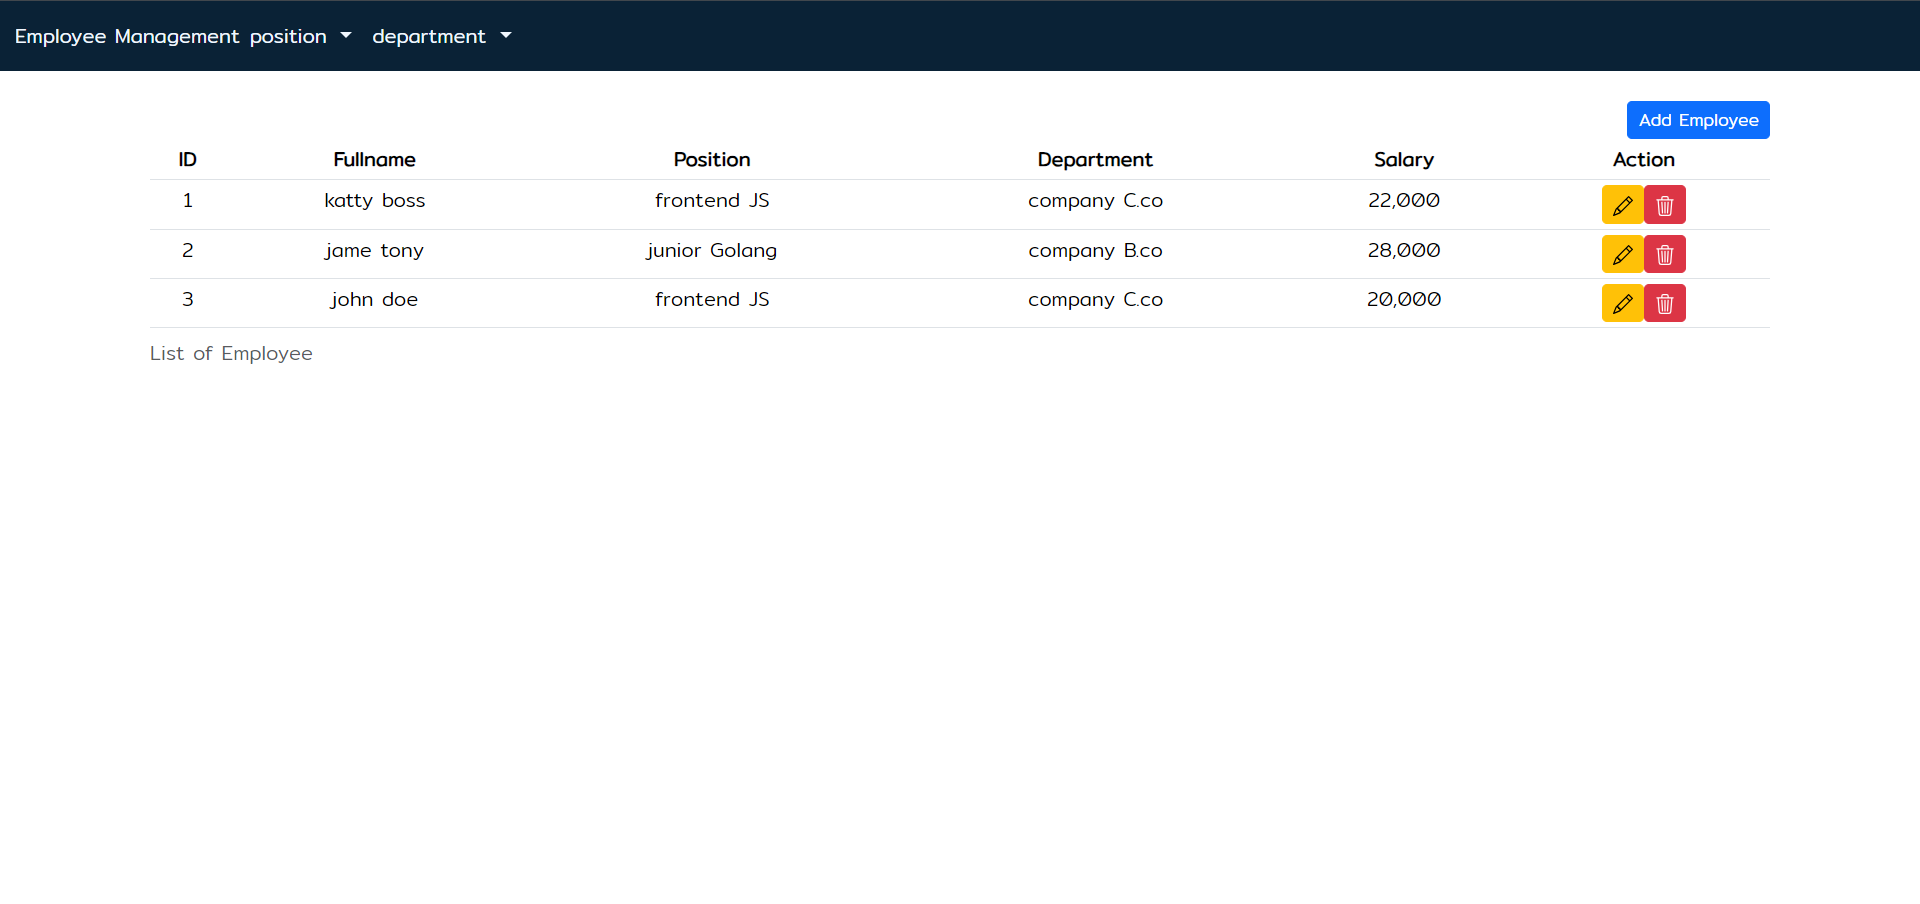 Employee Management position department
Add Employee
ID Fullname Position Department Salary Action
1 katty boss frontend JS company C.co 22,000
2 jame tony junior Golang company B.co 28,000
3 john doe frontend JS company C.co 20,000
List of Employee